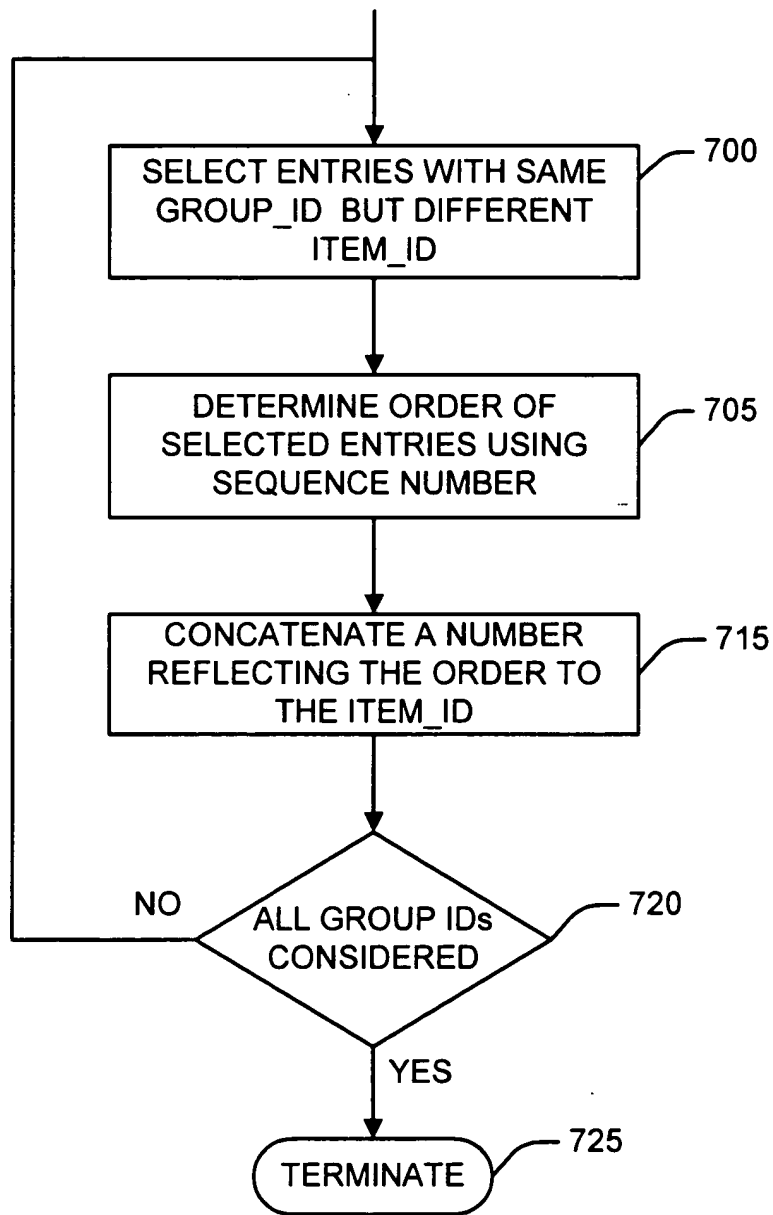 SELECT ENTRIES WITH SAME
GROUP_ID BUT DIFFERENT
ITEM_ID
700
DETERMINE ORDER OF
SELECTED ENTRIES USING
SEQUENCE NUMBER
705
CONCATENATE A NUMBER
REFLECTING THE ORDER TO
THE ITEM_ID
715
NO
ALL GROUP IDs
CONSIDERED
720
YES
TERMINATE
725